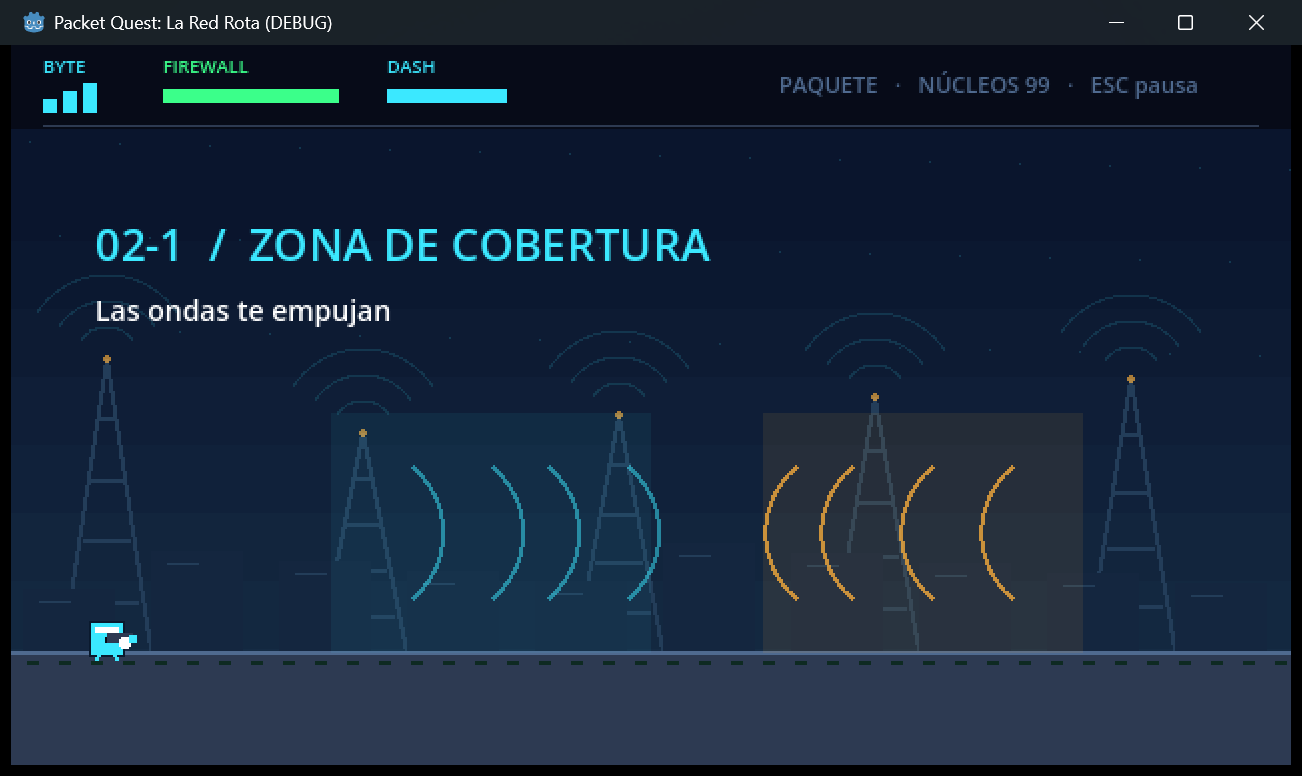 Packet Quest: La Red Rota (DEBUG)
BYTE FIREWALL DASH
PAQUETE · NÚCLEOS 99 · ESC pausa
02-1 / ZONA DE COBERTURA
Las ondas te empujan